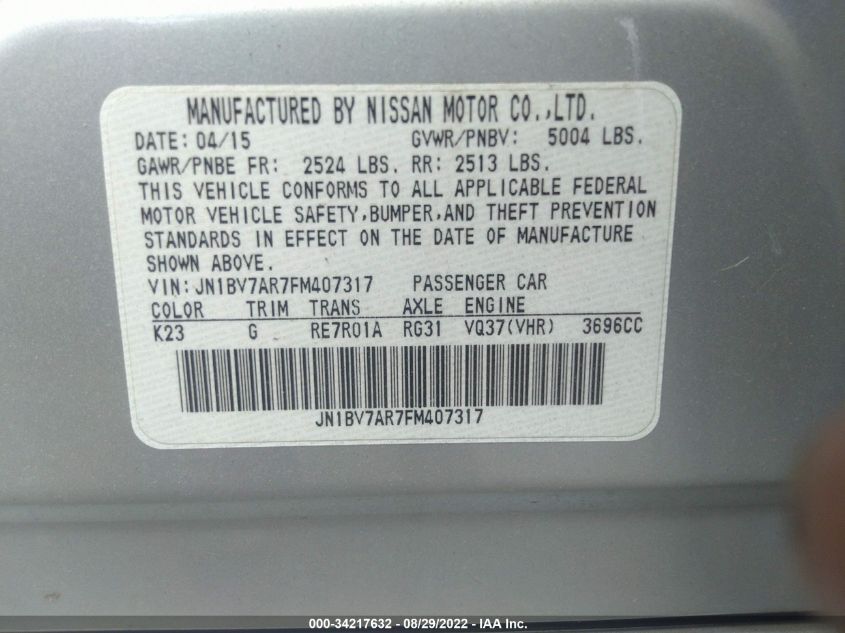 MANUFACTURED BY NISSAN MOTOR CO.,LTD.
DATE: 04/15 GVWR/PNBV: 5004 LBS.
GAWR/PNBE FR: 2524 LBS. RR: 2513 LBS.
THIS VEHICLE CONFORMS TO ALL APPLICABLE FEDERAL
MOTOR VEHICLE SAFETY,BUMPER,AND THEFT PREVENTION
STANDARDS IN EFFECT ON THE DATE OF MANUFACTURE
SHOWN ABOVE.
VIN: JN1BV7AR7FM407317 PASSENGER CAR
COLOR TRIM TRANS AXLE ENGINE
K23 G RE7R01A RG31 VQ37(VHR) 3696CC
JN1BV7AR7FM407317
000-34217632 - 08/29/2022 - IAA Inc.